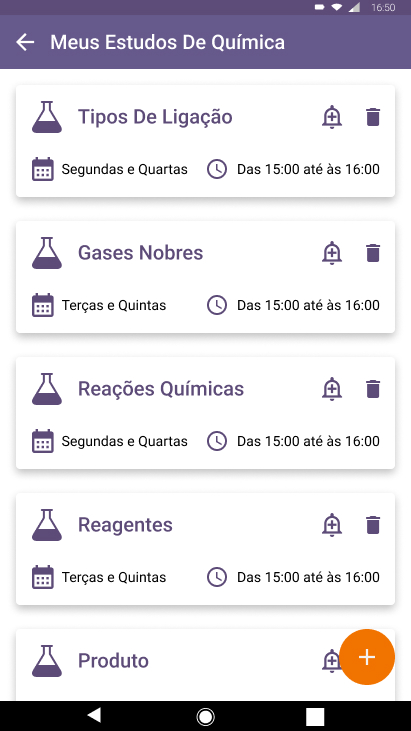 16:50
Meus Estudos De Química
Tipos De Ligação
Segundas e Quartas Das 15:00 até às 16:00
Gases Nobres
Terças e Quintas Das 15:00 até às 16:00
Reações Químicas
Segundas e Quartas Das 15:00 até às 16:00
Reagentes
Terças e Quintas Das 15:00 até às 16:00
Produto